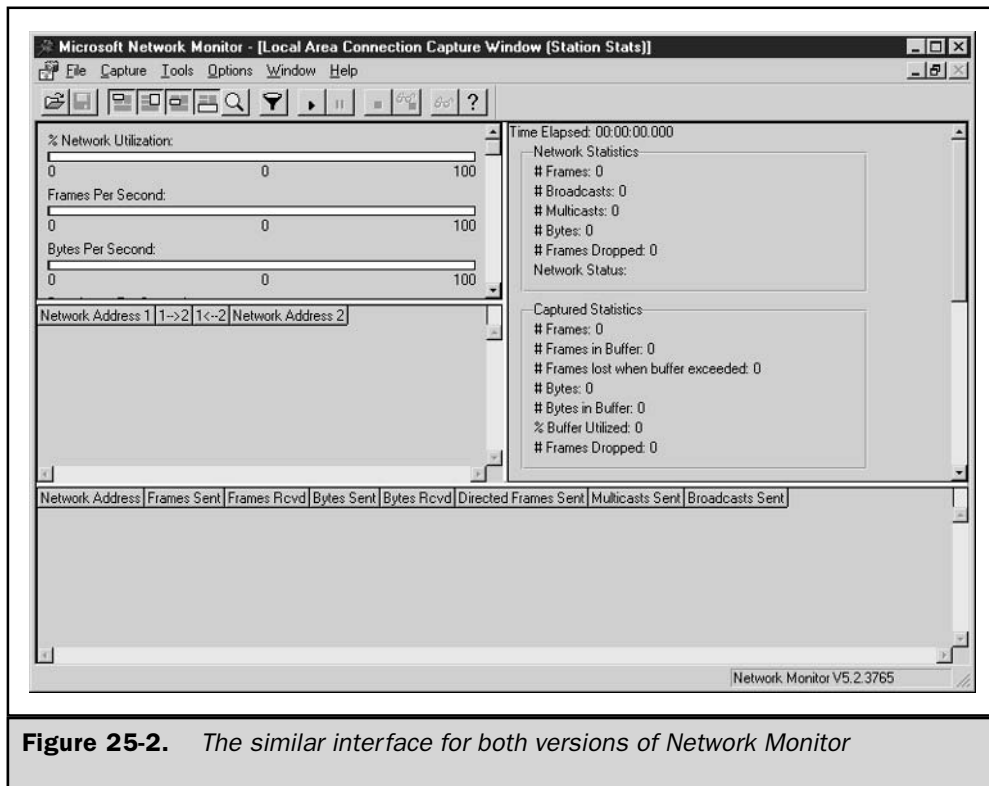 Microsoft Network Monitor - [Local Area Connection Capture Window (Station Stats)]
File Capture Tools Options Window Help
% Network Utilization:
0 0 100
Frames Per Second:
0 0 100
Bytes Per Second:
0 0 100
Time Elapsed: 00:00:00.000
Network Statistics
# Frames: 0
# Broadcasts: 0
# Multicasts: 0
# Bytes: 0
# Frames Dropped: 0
Network Status:
Captured Statistics
# Frames: 0
# Frames in Buffer: 0
# Frames lost when buffer exceeded: 0
# Bytes: 0
# Bytes in Buffer: 0
% Buffer Utilized: 0
# Frames Dropped: 0
Network Address 1 1-->2 1<--2 Network Address 2
Network Address Frames Sent Frames Rcvd Bytes Sent Bytes Rcvd Directed Frames Sent Multicasts Sent Broadcasts Sent
Network Monitor V5.2.3765
Figure 25-2. The similar interface for both versions of Network Monitor